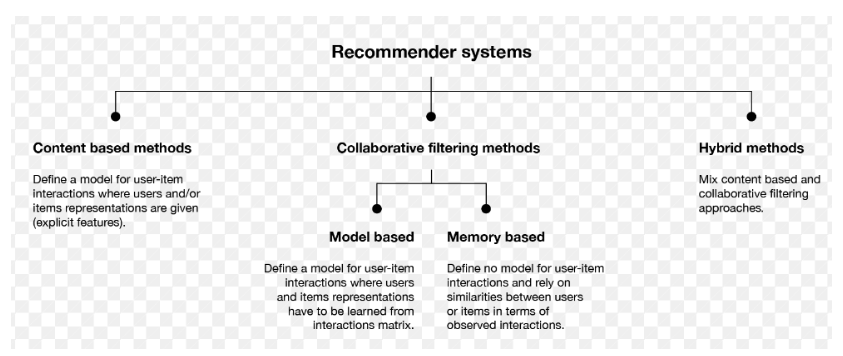 Recommender systems
Content based methods
Define a model for user-item
interactions where users and/or
items representations are given
(explicit features).
Collaborative filtering methods
Model based
Define a model for user-item
interactions where users
and items representations
have to be learned from
interactions matrix.
Memory based
Define no model for user-item
interactions and rely on
similarities between users
or items in terms of
observed interactions.
Hybrid methods
Mix content based and
collaborative filtering
approaches.